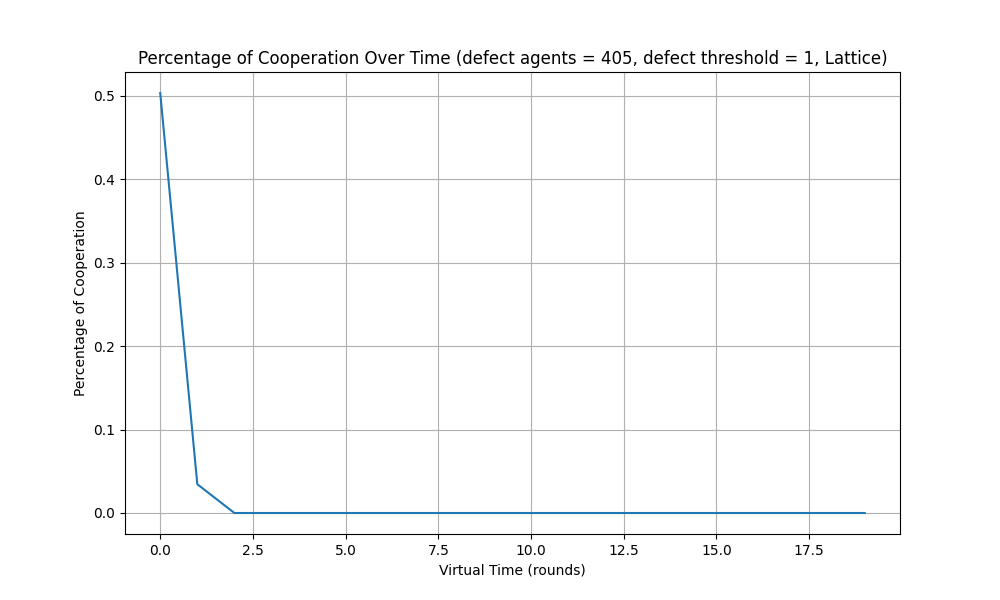 Percentage of Cooperation Over Time (defect agents = 405, defect threshold = 1, Lattice)
Percentage of Cooperation
0.5
0.4
0.3
0.2
0.1
0.0
0.0 2.5 5.0 7.5 10.0 12.5 15.0 17.5
Virtual Time (rounds)